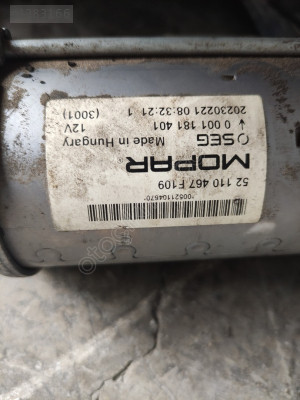 *00521104670*
52 110 467 F109
MOPAR
SEG
Made in Hungary
12V
0 001 181 401
(3001)
20230221 08:32:21 1